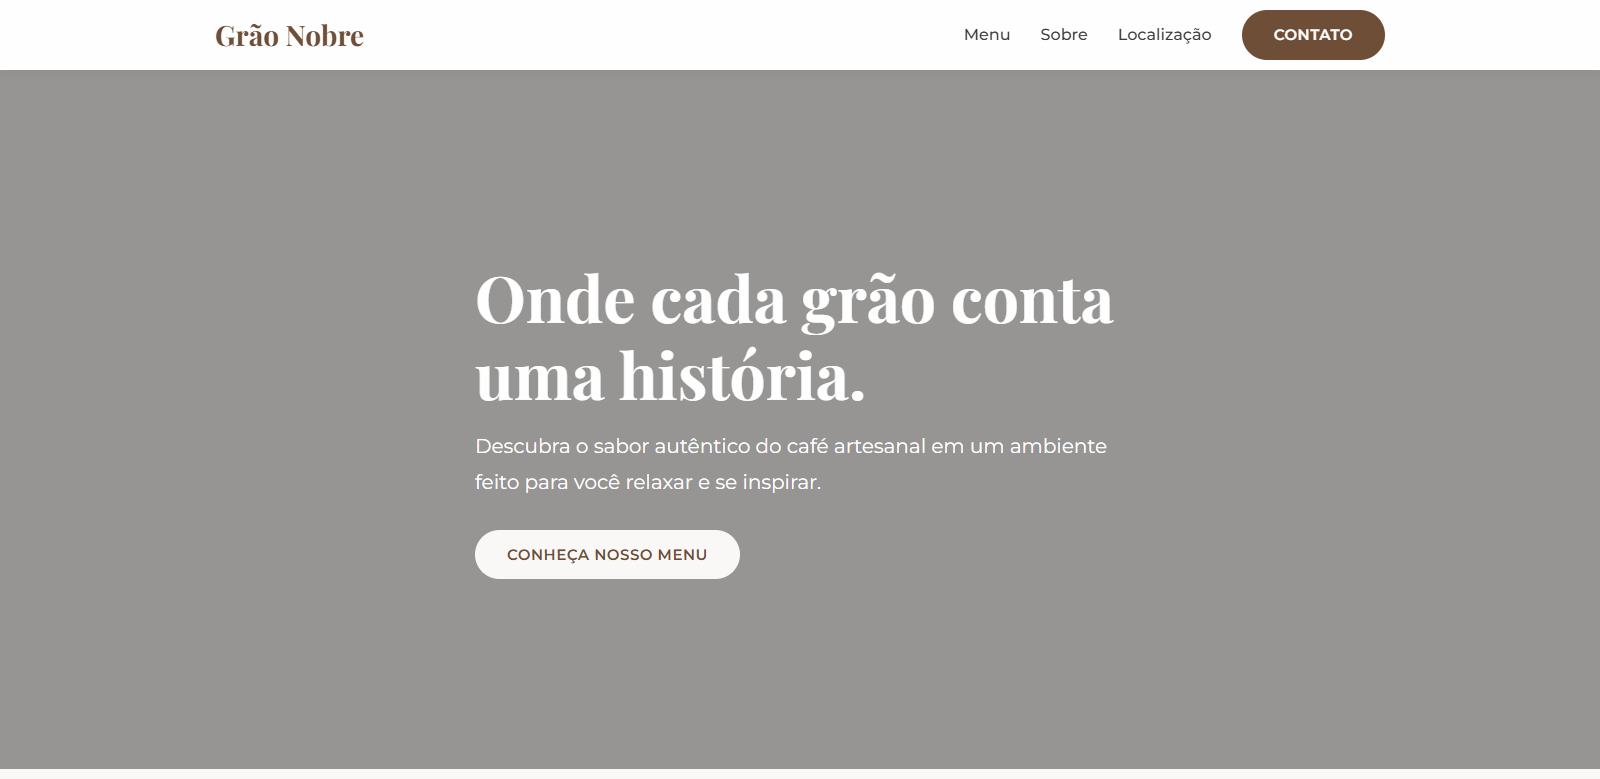 Grão Nobre
Menu Sobre Localização CONTATO
Onde cada grão conta
uma história.
Descubra o sabor autêntico do café artesanal em um ambiente
feito para você relaxar e se inspirar.
CONHEÇA NOSSO MENU